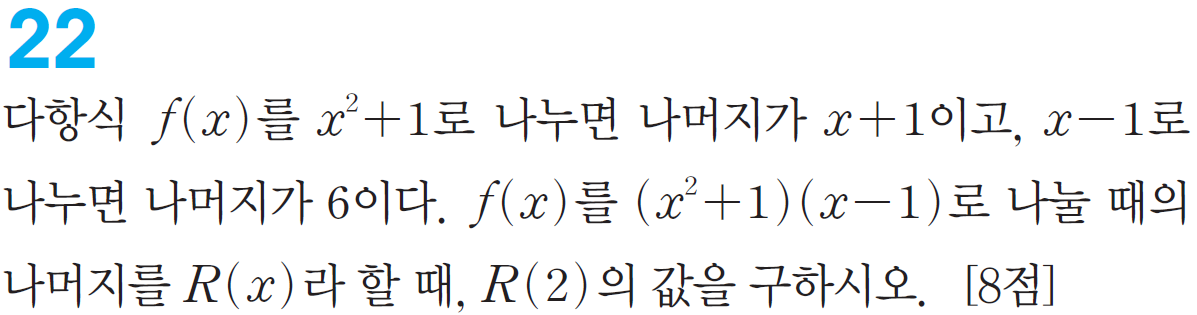 22
다항식 f(x)를 x²+1로 나누면 나머지가 x+1이고, x-1로
나누면 나머지가 6이다. f(x)를 (x²+1)(x-1)로 나눌 때의
나머지를 R(x)라 할 때, R(2)의 값을 구하시오. [8점]